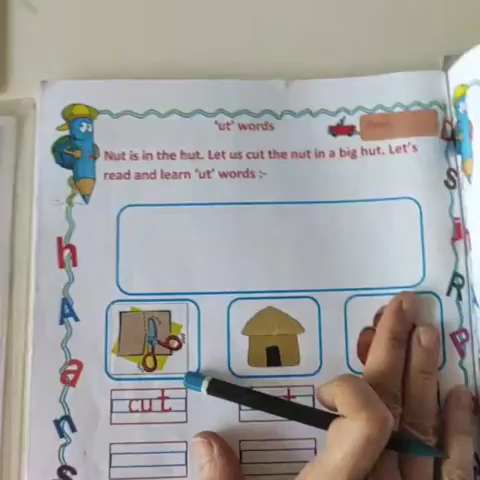 'ut' words
Nut is in the hut. Let us cut the nut in a big hut. Let's
read and learn 'ut' words :-
cut
t
h
A
a
n
s
S
R
P